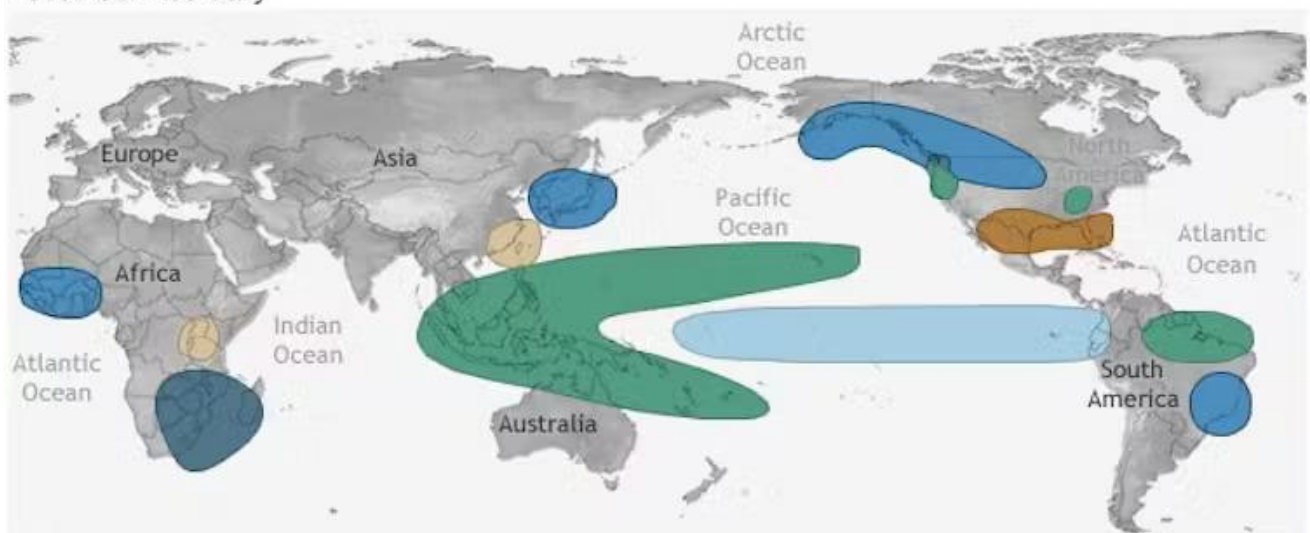 Arctic
Ocean
Europe
Asia
North
America
Pacific
Ocean
Atlantic
Ocean
Africa
Indian
Ocean
Atlantic
Ocean
South
America
Australia